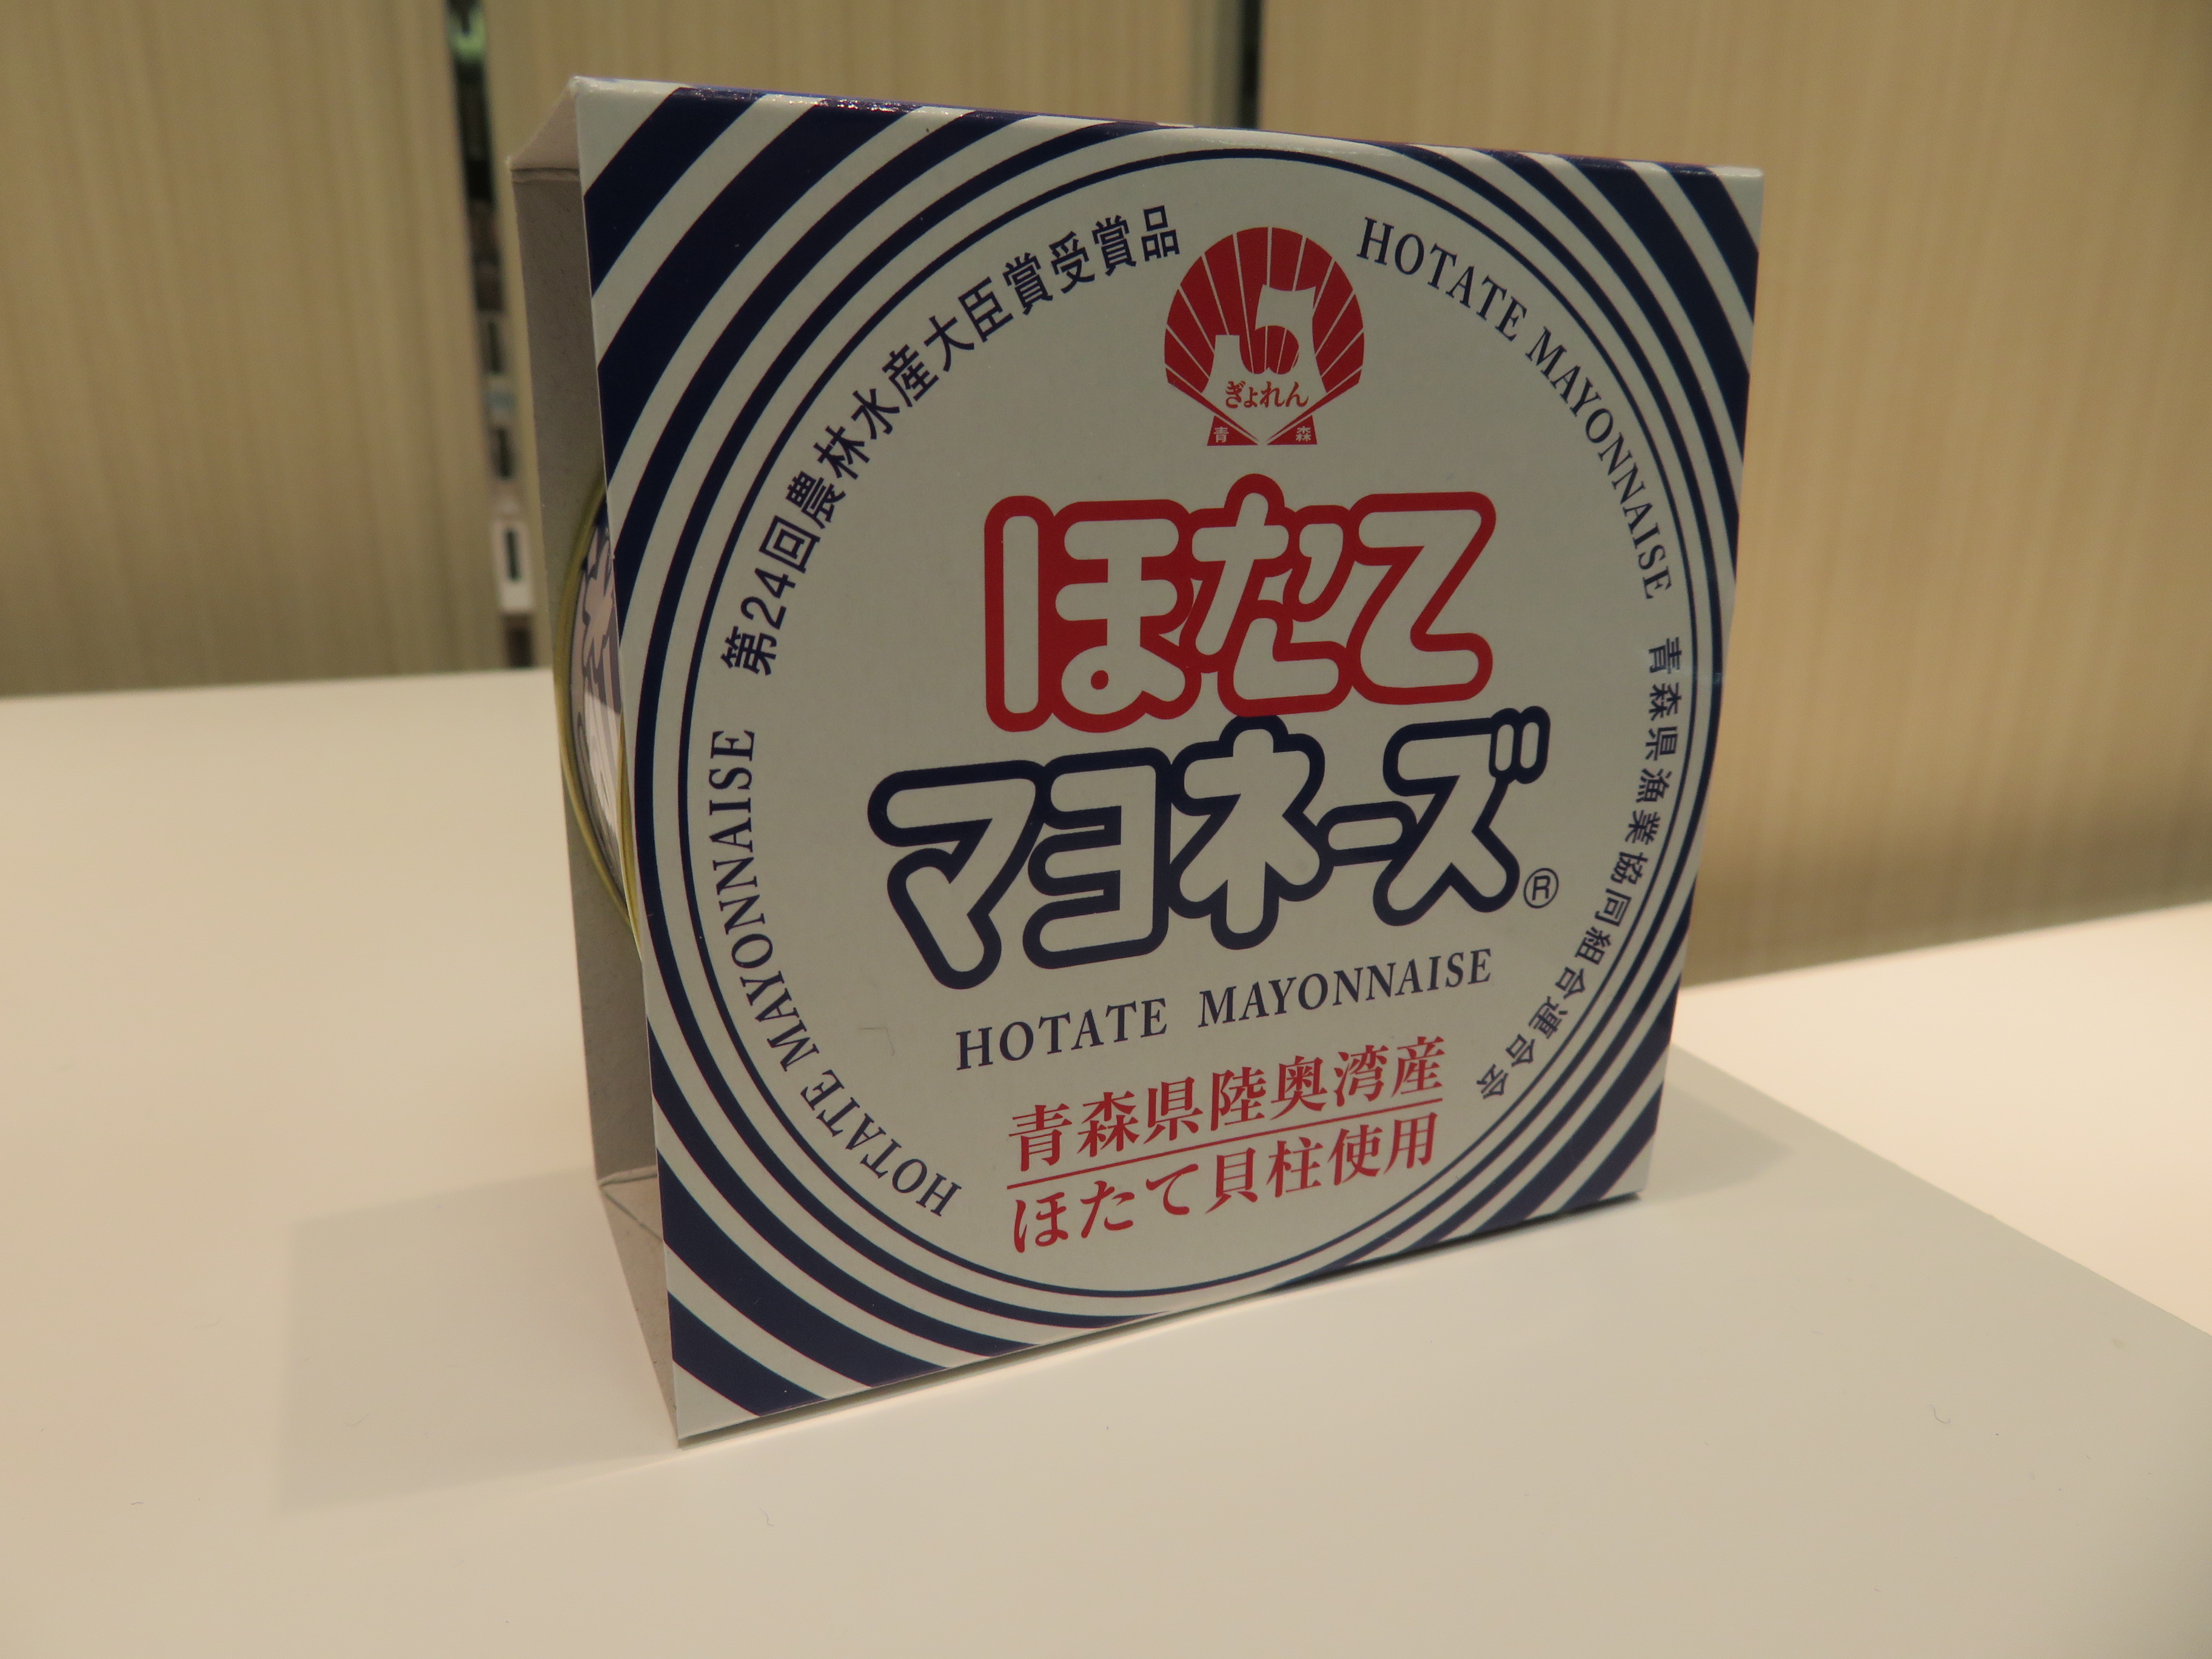 第24回農林水産大臣賞受賞品
HOTATE MAYONNAISE
ぎょれん
青 森
ほたて
マヨネーズ®
HOTATE MAYONNAISE
青森県陸奥湾産
ほたて貝柱使用
青森県漁業協同組合連合会
HOTATE MAYONNAISE